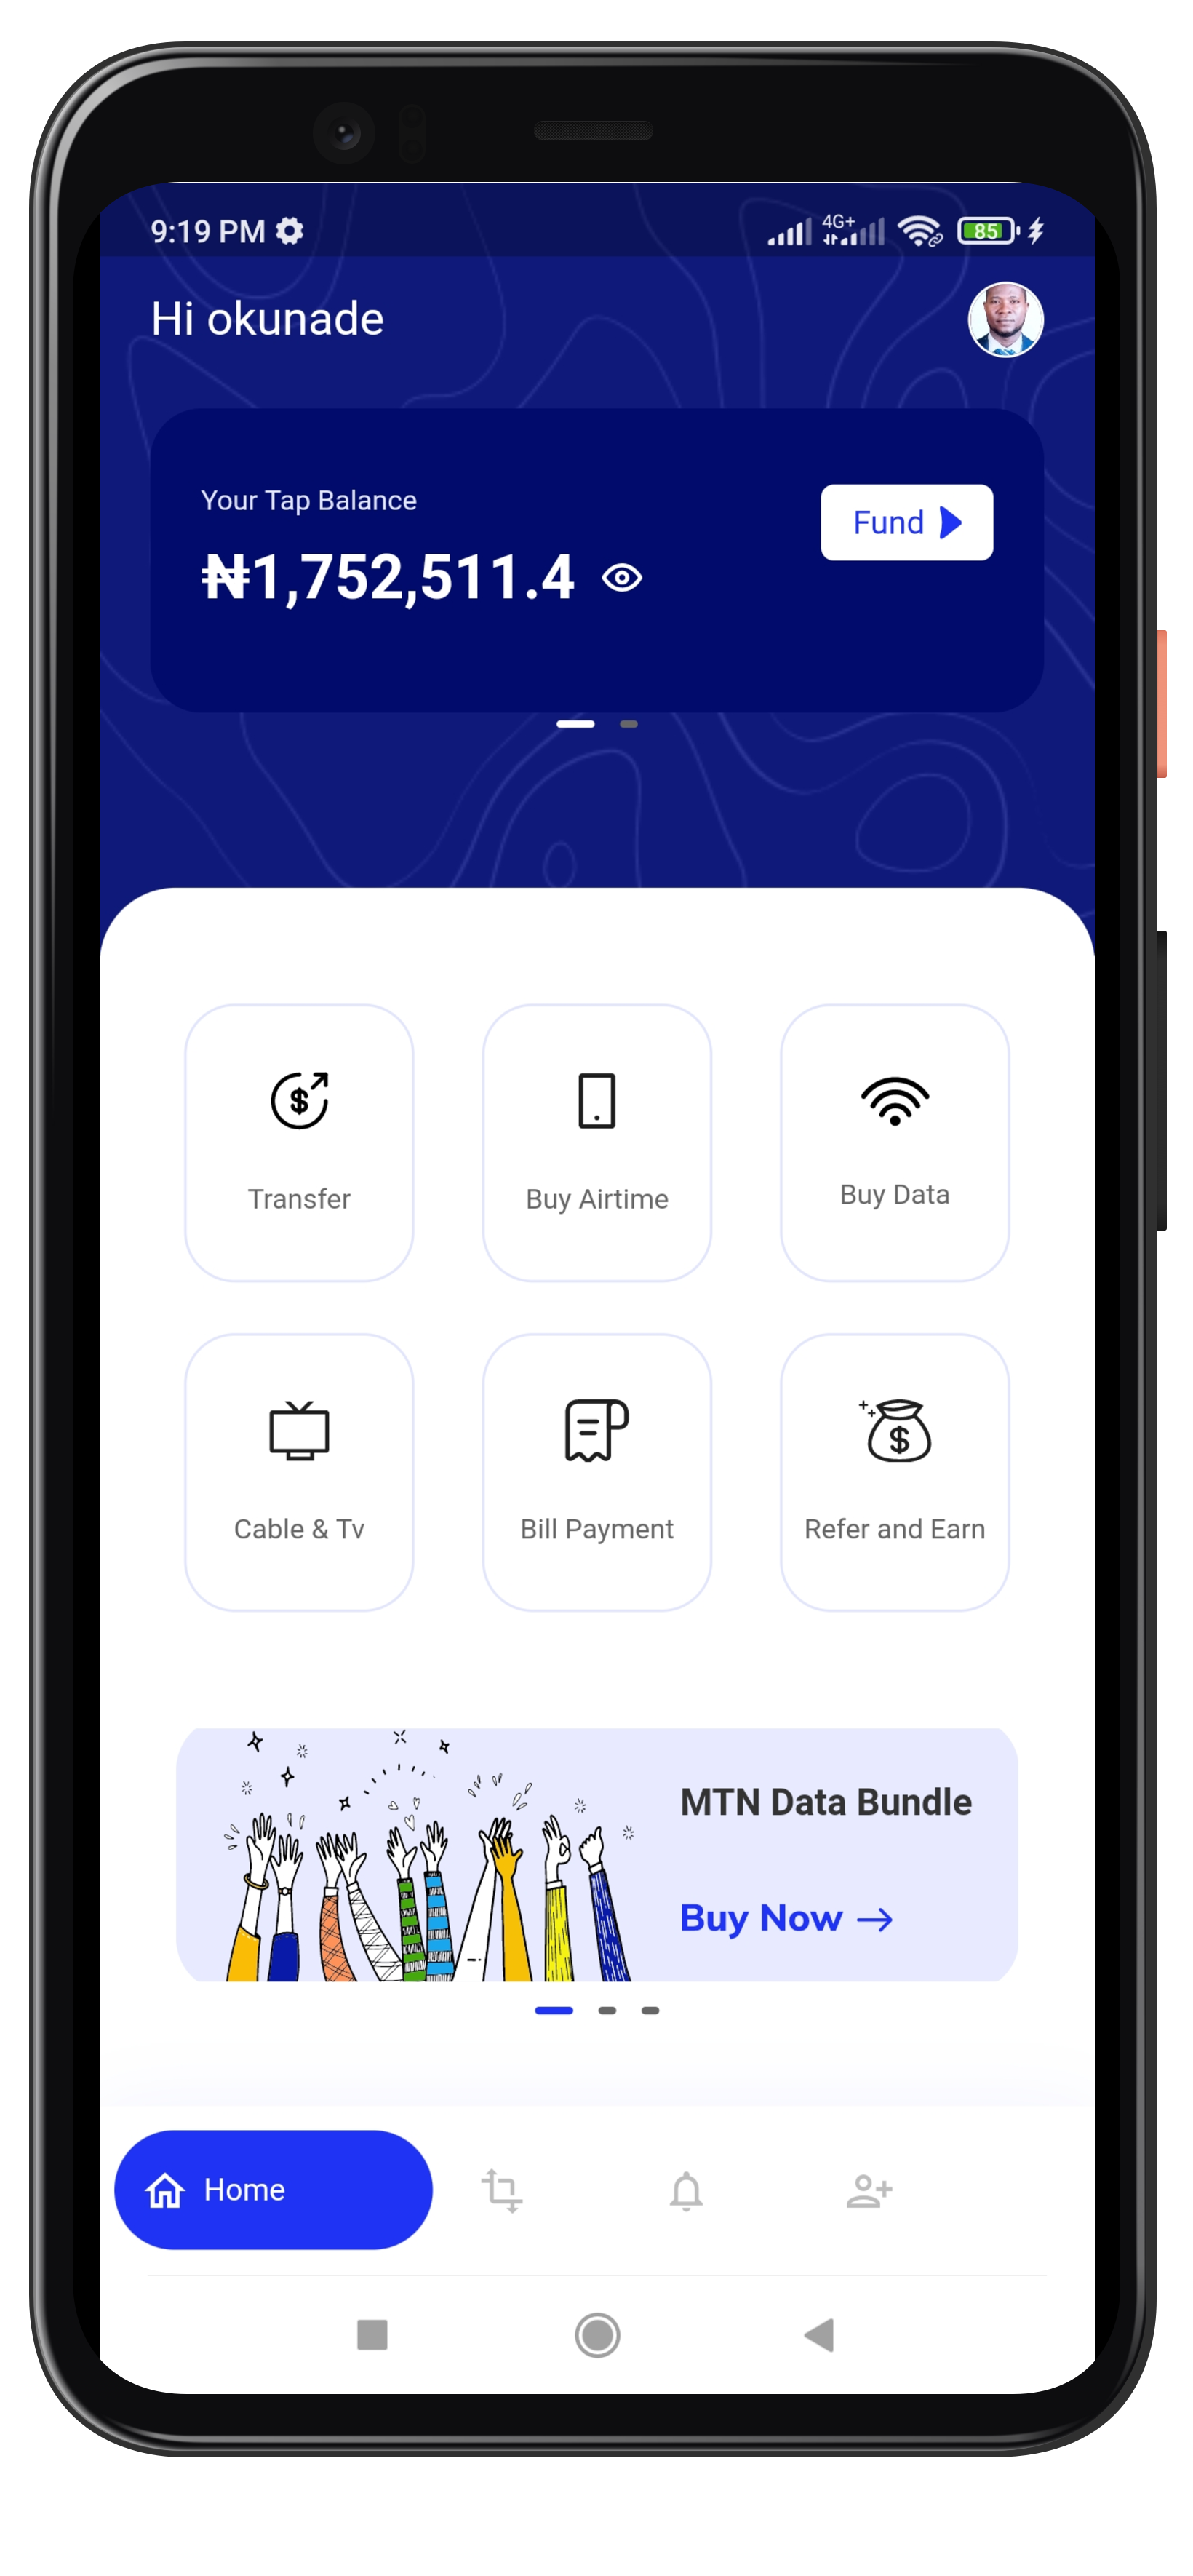 9:19 PM
4G+
85
Hi okunade
Your Tap Balance
₦1,752,511.4
Fund
Transfer
Buy Airtime
Buy Data
Cable & Tv
Bill Payment
Refer and Earn
MTN Data Bundle
Buy Now
Home